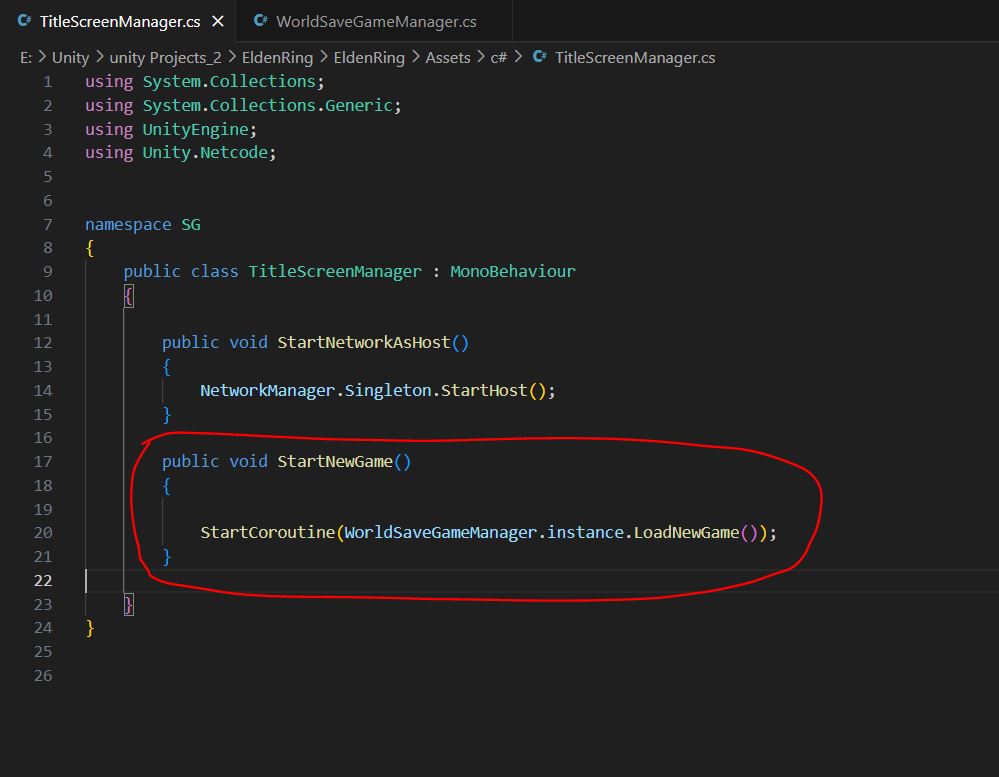 TitleScreenManager.cs × WorldSaveGameManager.cs
E: > Unity > unity Projects_2 > EldenRing > EldenRing > Assets > c# > TitleScreenManager.cs
1 using System.Collections;
2 using System.Collections.Generic;
3 using UnityEngine;
4 using Unity.Netcode;
5
6
7 namespace SG
8 {
9 public class TitleScreenManager : MonoBehaviour
10 {
11
12 public void StartNetworkAsHost()
13 {
14 NetworkManager.Singleton.StartHost();
15 }
16
17 public void StartNewGame()
18 {
19
20 StartCoroutine(WorldSaveGameManager.instance.LoadNewGame());
21 }
22
23 }
24 }
25
26